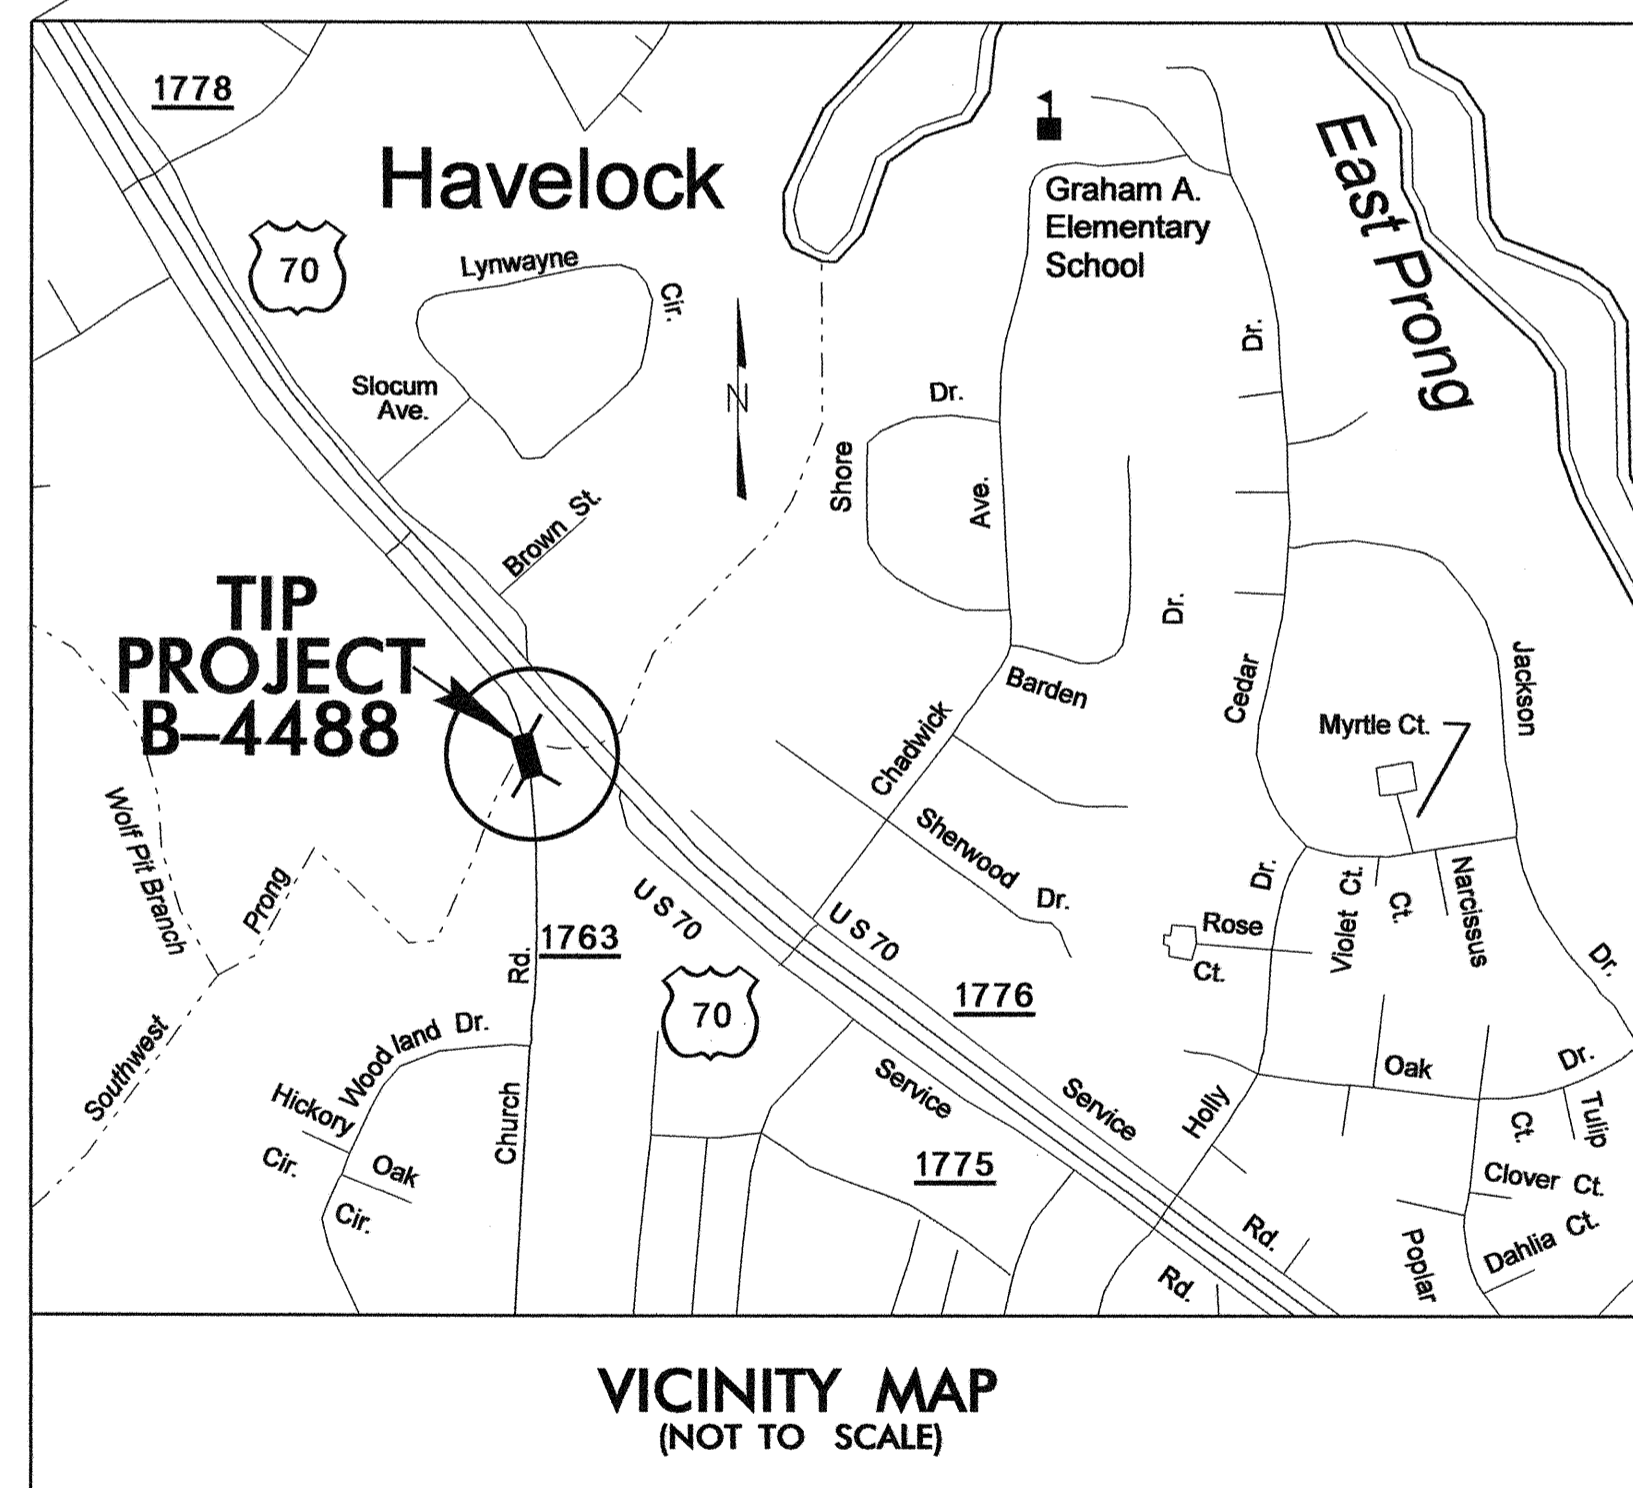 1778
Havelock
70
Lynwayne
Cir.
Slocum
Ave.
N
Brown St.
Graham A.
Elementary
School
East Prong
Dr.
Shore
Dr.
Ave.
Dr.
Cedar
Barden
Chadwick
Sherwood Dr.
Jackson
Myrtle Ct.
TIP
PROJECT
B-4488
Wolf Pit Branch
Prong
Southwest
1763
Rd.
Church
Wood land Dr.
Hickory
Cir.
Oak
Cir.
U S 70
70
U S 70
1776
Service
Service
1775
Rd.
Rd.
Holly
Dr.
Rose
Ct.
Violet Ct.
Ct.
Narcissus
Dr.
Oak
Dr.
Ct.
Tulip
Clover Ct.
Dahlia Ct.
Poplar
VICINITY MAP
(NOT TO SCALE)